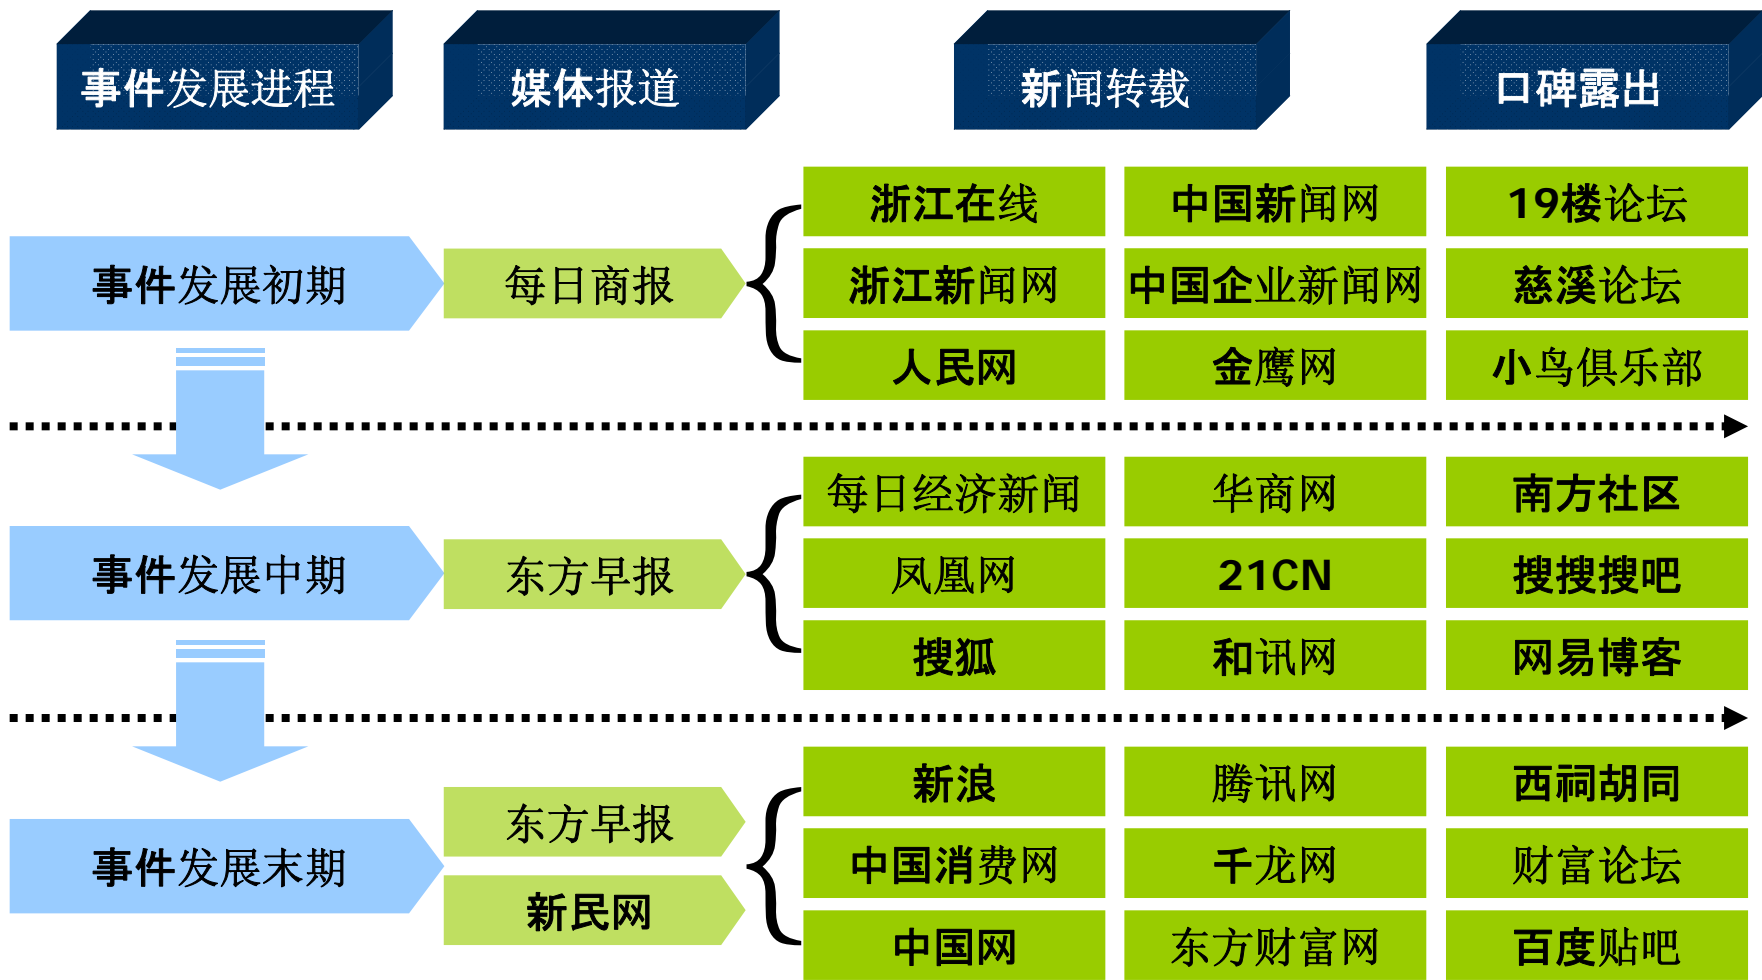 事件发展进程
媒体报道
新闻转载
口碑露出
事件发展初期
每日商报
浙江在线
中国新闻网
19楼论坛
浙江新闻网
中国企业新闻网
慈溪论坛
人民网
金鹰网
小鸟俱乐部
事件发展中期
东方早报
每日经济新闻
华商网
南方社区
凤凰网
21CN
搜搜搜吧
搜狐
和讯网
网易博客
事件发展末期
东方早报
新民网
新浪
腾讯网
西祠胡同
中国消费网
千龙网
财富论坛
中国网
东方财富网
百度贴吧